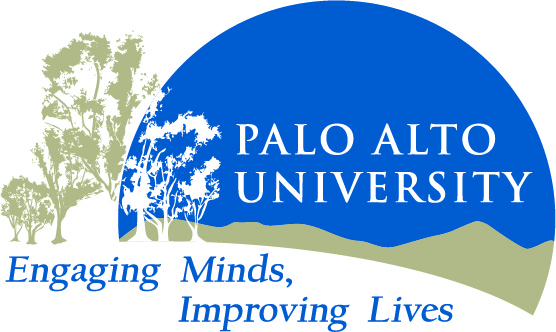 PALO ALTO
UNIVERSITY
Engaging Minds,
Improving Lives